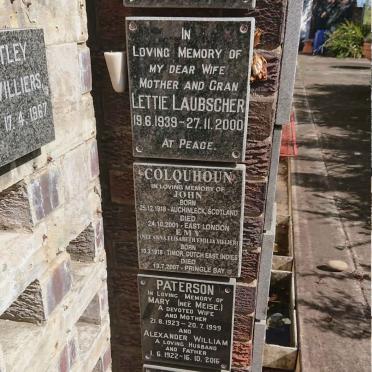 TLEY
VILLIERS
17.4.1967
IN
LOVING MEMORY OF
MY DEAR WIFE
MOTHER AND GRAN
LETTIE LAUBSCHER
19.6.1939 - 27.11.2000
AT PEACE.
COLQUHOUN
IN LOVING MEMORY OF
JOHN
BORN
25.12.1918 - AUCHINLECK, SCOTLAND
DIED
24.10.2001 - EAST LONDON
EMY
BORN
19.3.1918 - TIMOR, DUTCH EAST INDIES
DIED
13.7.2007 - PRINGLE BAY
PATERSON
IN LOVING MEMORY OF
MARY (NEE MEISE)
A DEVOTED WIFE
AND MOTHER
21.8.1923 - 20.7.1999
AND
ALEXANDER WILLIAM
A LOVING HUSBAND
AND FATHER
1.6.1922 - 16.10.2016